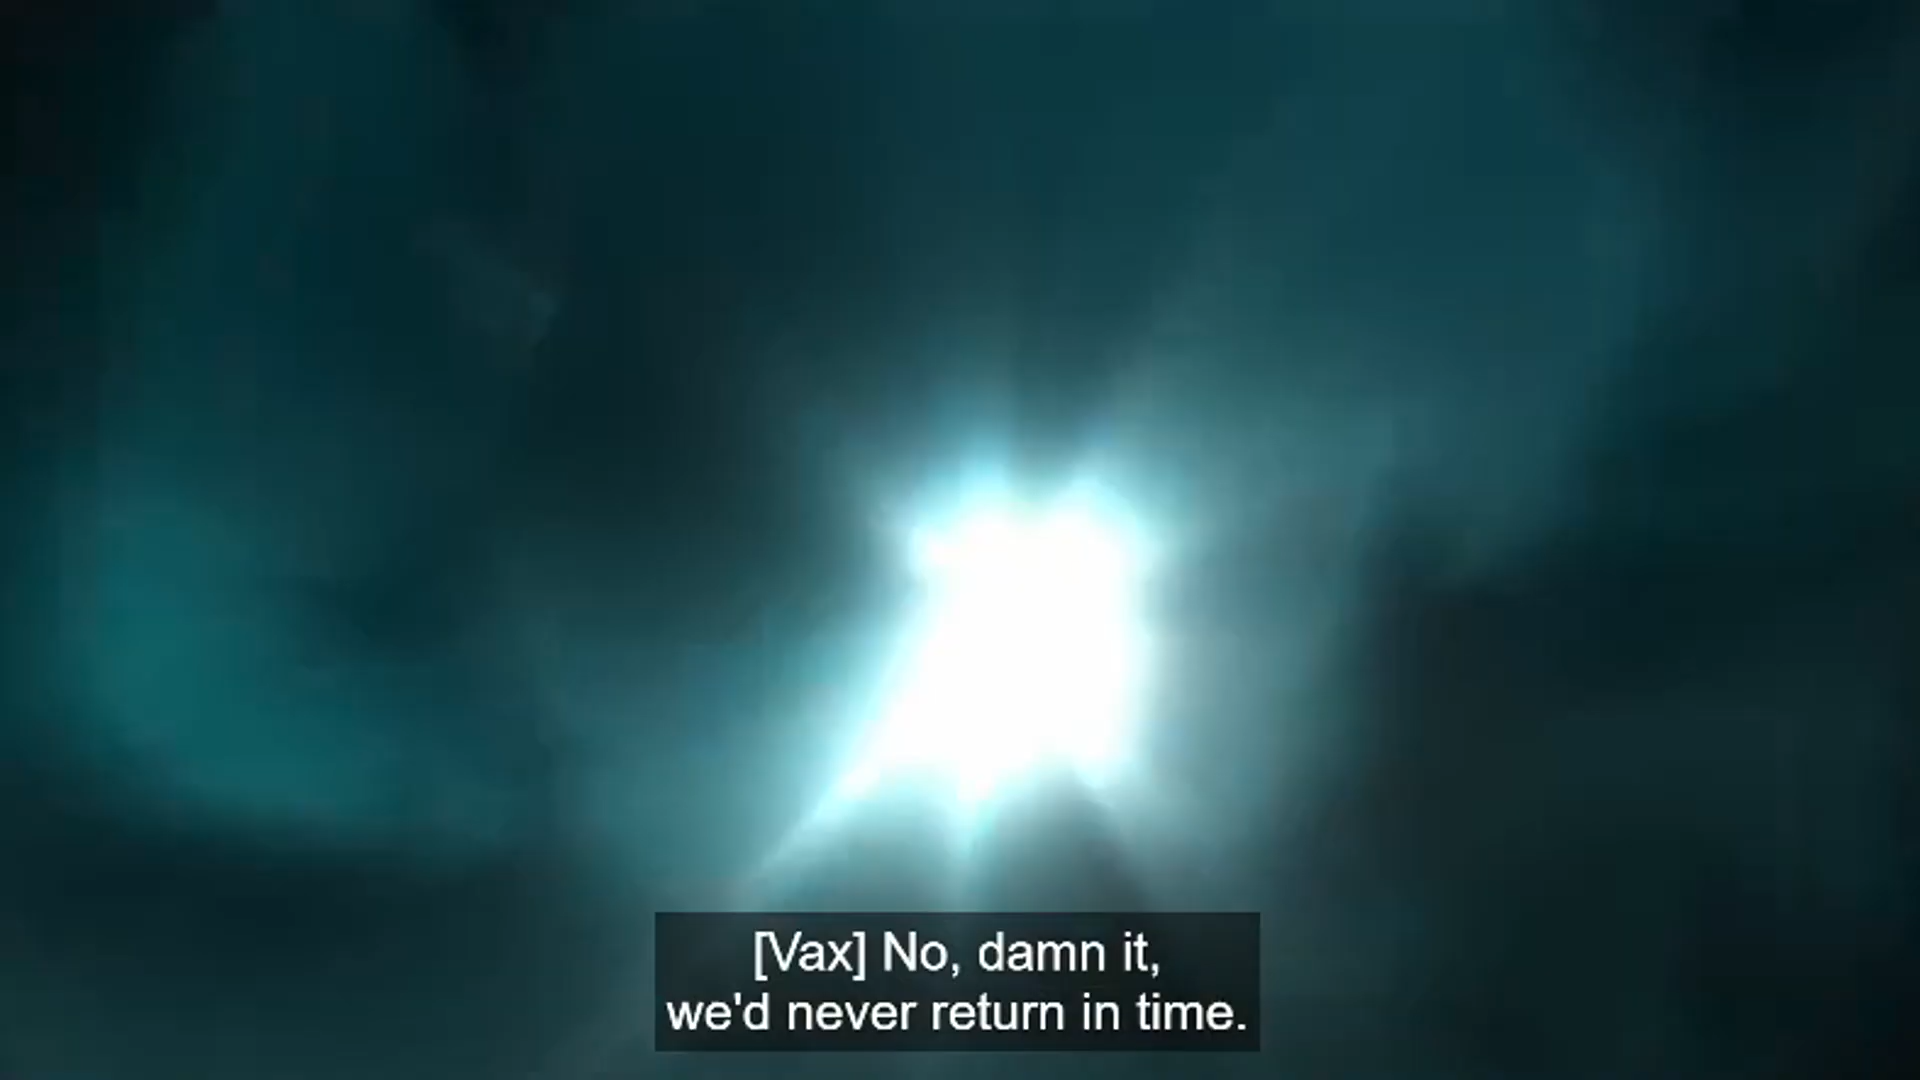 [Vax] No, damn it,
we'd never return in time.